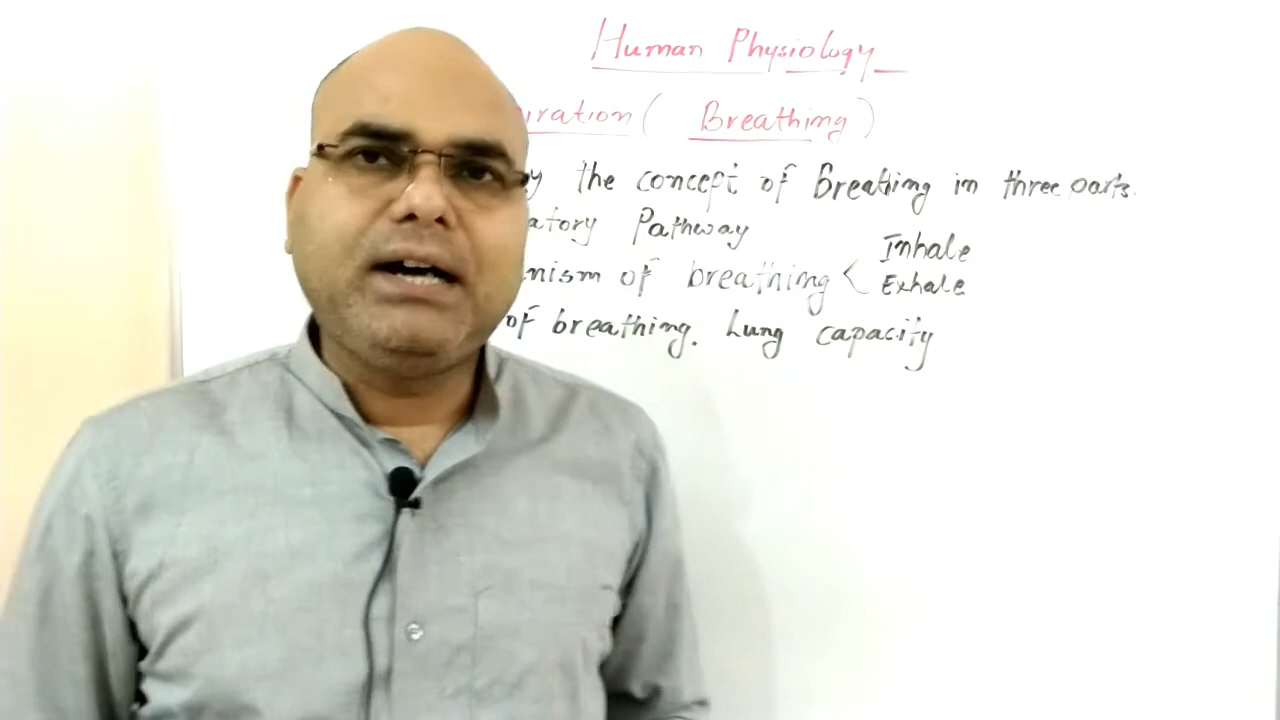 Human Physiology
iration ( Breathing )
y the concept of Breathing in three parts.
atory Pathway
nism of breathing < Inhale
Exhale
of breathing. Lung capacity